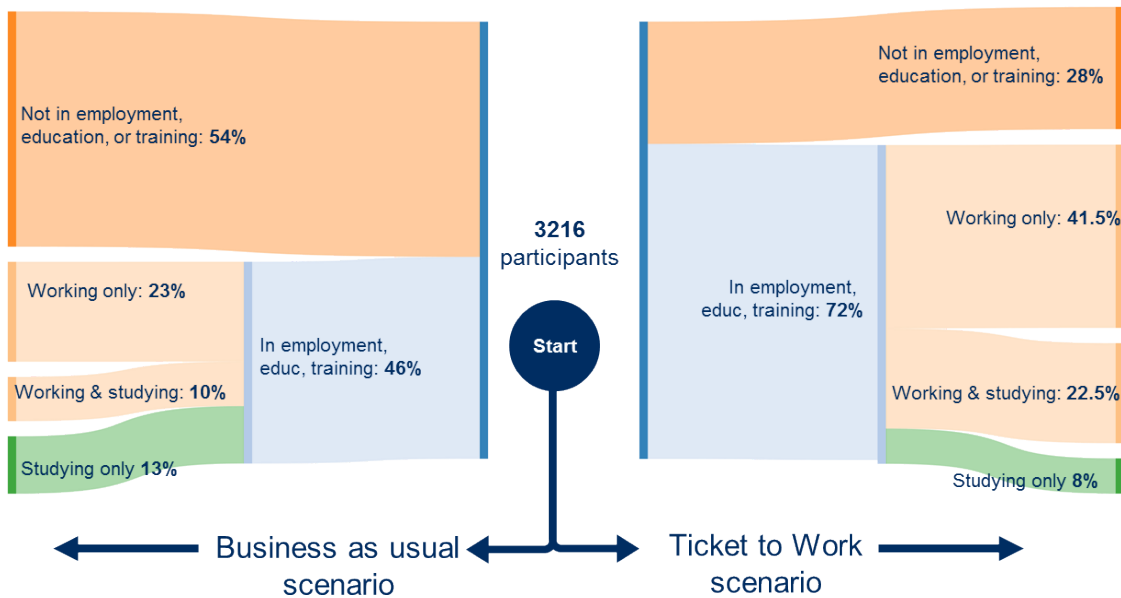 Not in employment,
education, or training: 54%
Working only: 23%
Working & studying: 10%
Studying only 13%
In employment,
educ, training: 46%
3216
participants
Start
Not in employment,
education, or training: 28%
In employment,
educ, training: 72%
Working only: 41.5%
Working & studying: 22.5%
Studying only 8%
Business as usual
scenario
Ticket to Work
scenario